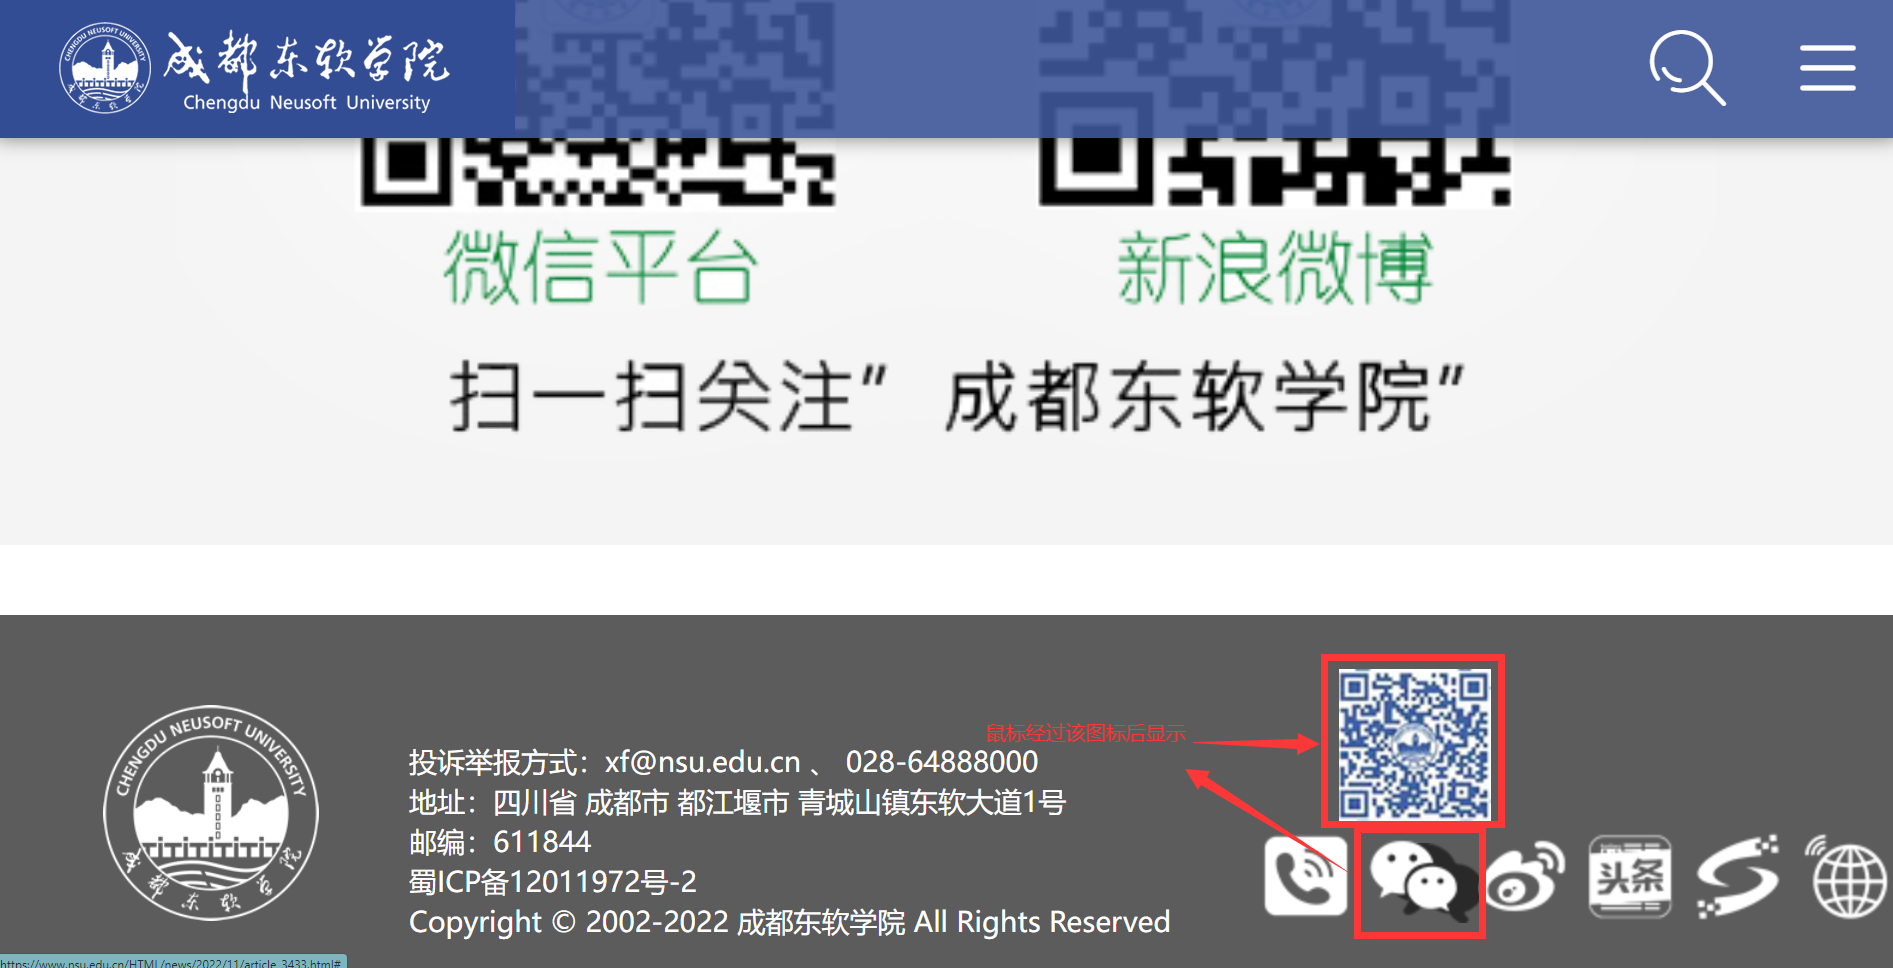 成都东软学院
Chengdu Neusoft University
微信平台
新浪微博
扫一扫关注” 成都东软学院”
鼠标经过该图标后显示
CHENGDU NEUSOFT UNIVERSITY
成都东软学院
投诉举报方式：xf@nsu.edu.cn 、 028-64888000
地址：四川省 成都市 都江堰市 青城山镇东软大道1号
邮编：611844
蜀ICP备12011972号-2
Copyright © 2002-2022 成都东软学院 All Rights Reserved
头条
https://www.nsu.edu.cn/HTML/news/2022/11/article_3433.html#